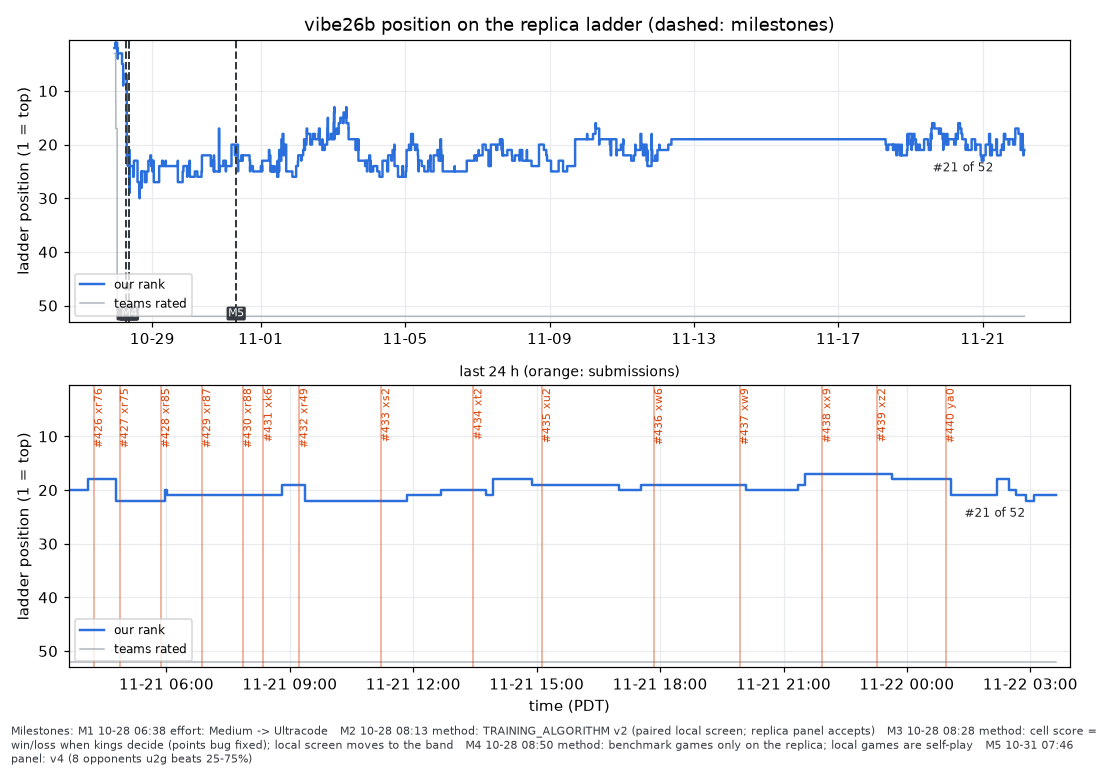 vibe26b position on the replica ladder (dashed: milestones)
ladder position (1 = top)
10
20
30
40
50
#21 of 52
our rank
teams rated
M4
M5
10-29
11-01
11-05
11-09
11-13
11-17
11-21
last 24 h (orange: submissions)
ladder position (1 = top)
10
20
30
40
50
#426 xr76
#427 xr75
#428 xr85
#429 xr87
#430 xr88
#431 xk6
#432 xr49
#433 xs2
#434 xt2
#435 xu2
#436 xw6
#437 xw9
#438 xx9
#439 xz2
#440 ya0
#21 of 52
our rank
teams rated
11-21 06:00
11-21 09:00
11-21 12:00
11-21 15:00
11-21 18:00
11-21 21:00
11-22 00:00
11-22 03:00
time (PDT)
Milestones: M1 10-28 06:38 effort: Medium -> Ultracode M2 10-28 08:13 method: TRAINING_ALGORITHM v2 (paired local screen; replica panel accepts) M3 10-28 08:28 method: cell score =
win/loss when kings decide (points bug fixed); local screen moves to the band M4 10-28 08:50 method: benchmark games only on the replica; local games are self-play M5 10-31 07:46
panel: v4 (8 opponents u2g beats 25-75%)